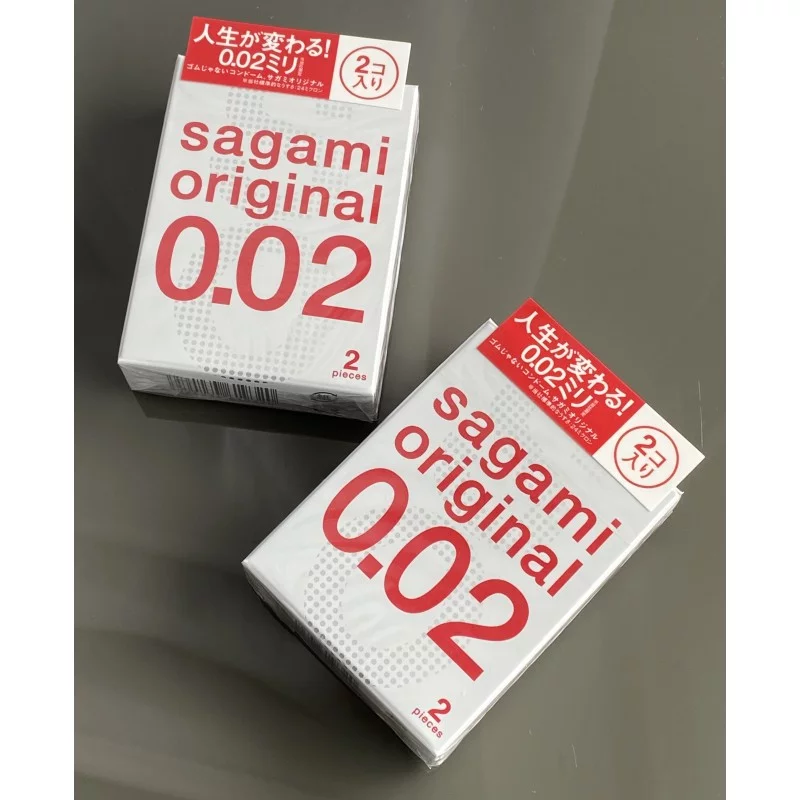 人生が変わる!
0.02ミリ
ゴムじゃないコンドーム、サガミオリジナル
2コ
入り
sagami
original
0.02
2
pieces
人生が変わる!
0.02ミリ
ゴムじゃないコンドーム、サガミオリジナル
2コ
入り
sagami
original
0.02
2
pieces